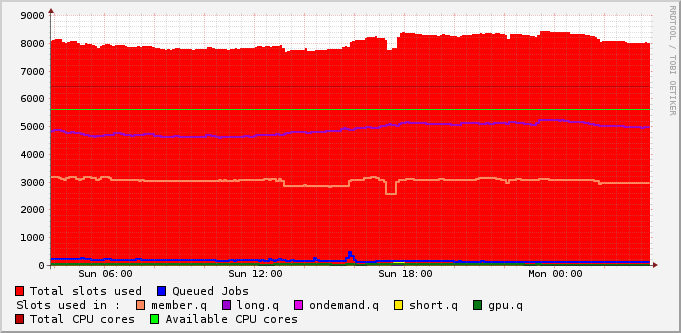 9000
8000
7000
6000
5000
4000
3000
2000
1000
0
Sun 06:00 Sun 12:00 Sun 18:00 Mon 00:00
Total slots used Queued Jobs
Slots used in : member.q long.q ondemand.q short.q gpu.q
Total CPU cores Available CPU cores
RRDTOOL / TOBI OETIKER